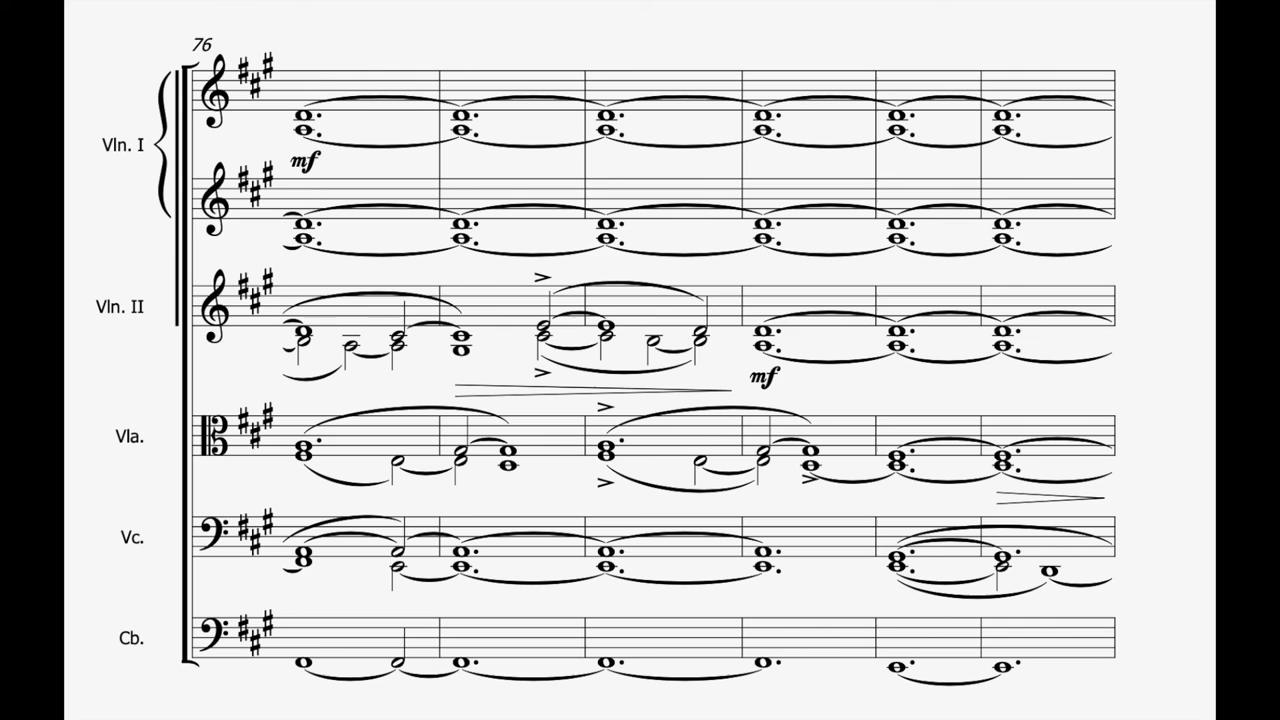 76
Vln. I
mf
Vln. II
mf
Vla.
Vc.
Cb.